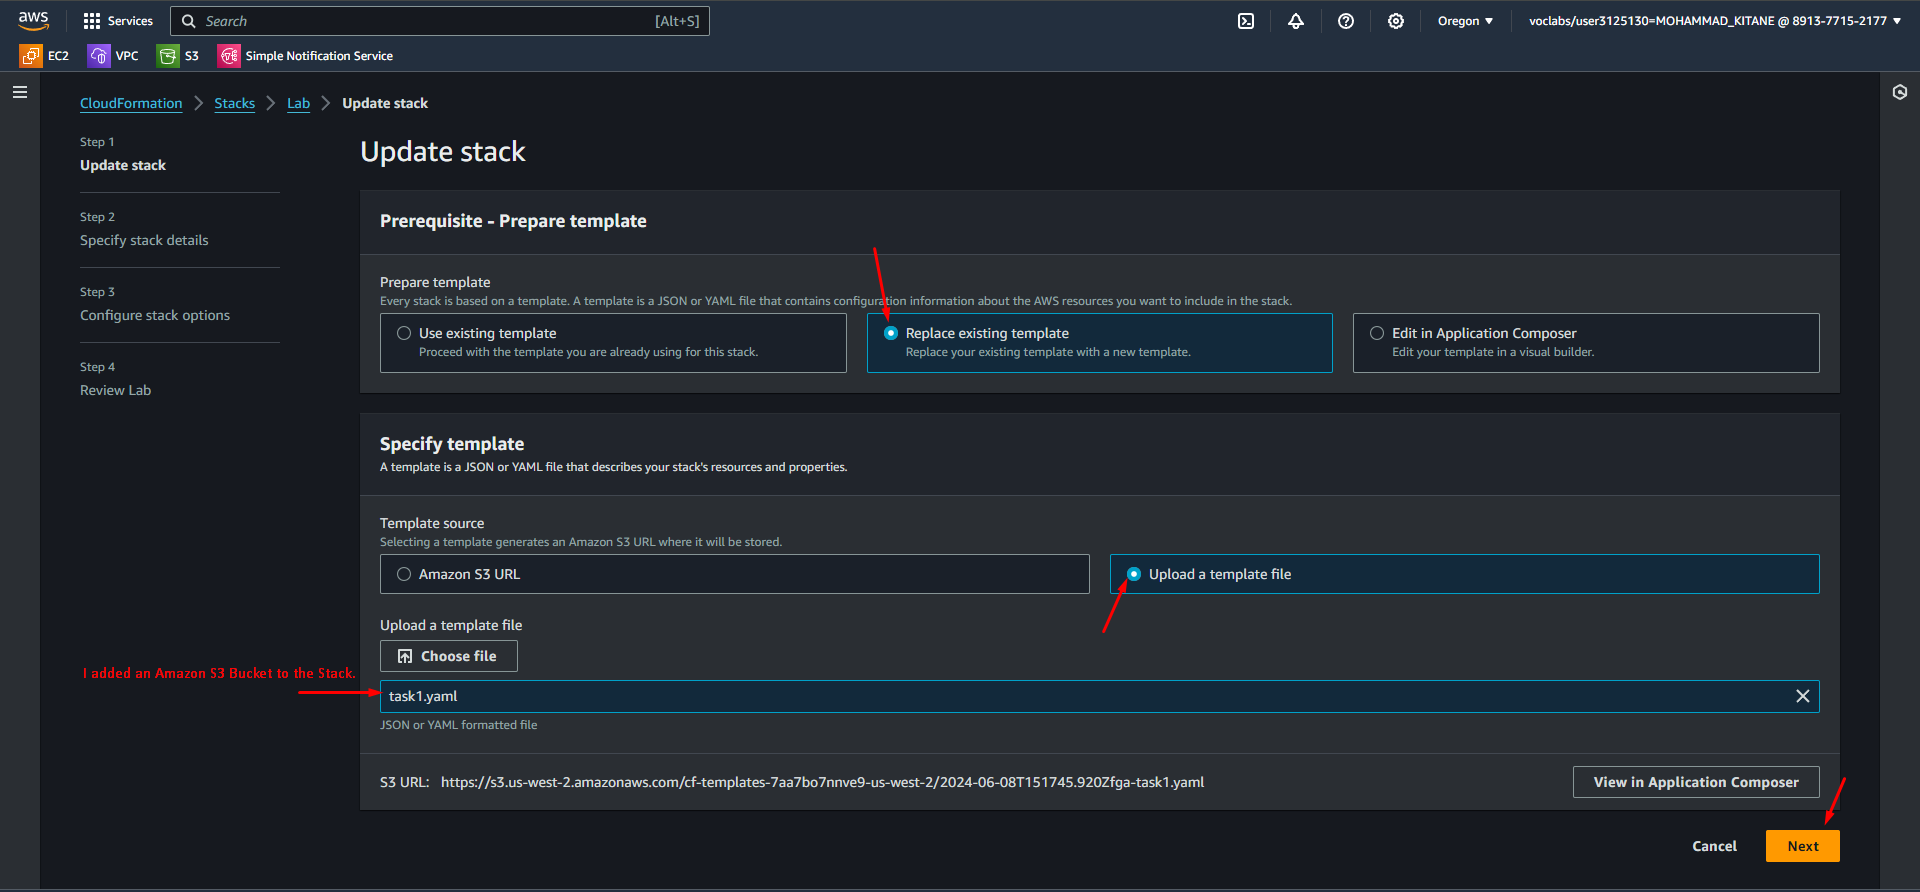 aws
Services
Search
[Alt+S]
Oregon
voclabs/user3125130=MOHAMMAD_KITANE @ 8913-7715-2177
EC2
VPC
S3
Simple Notification Service
CloudFormation
Stacks
Lab
Update stack
Step 1
Update stack
Step 2
Specify stack details
Step 3
Configure stack options
Step 4
Review Lab
Update stack
Prerequisite - Prepare template
Prepare template
Every stack is based on a template. A template is a JSON or YAML file that contains configuration information about the AWS resources you want to include in the stack.
Use existing template
Proceed with the template you are already using for this stack.
Replace existing template
Replace your existing template with a new template.
Edit in Application Composer
Edit your template in a visual builder.
Specify template
A template is a JSON or YAML file that describes your stack's resources and properties.
Template source
Selecting a template generates an Amazon S3 URL where it will be stored.
Amazon S3 URL
Upload a template file
Upload a template file
Choose file
I added an Amazon S3 Bucket to the Stack.
task1.yaml
JSON or YAML formatted file
S3 URL: https://s3.us-west-2.amazonaws.com/cf-templates-7aa7bo7nnve9-us-west-2/2024-06-08T151745.920Zfga-task1.yaml
View in Application Composer
Cancel
Next